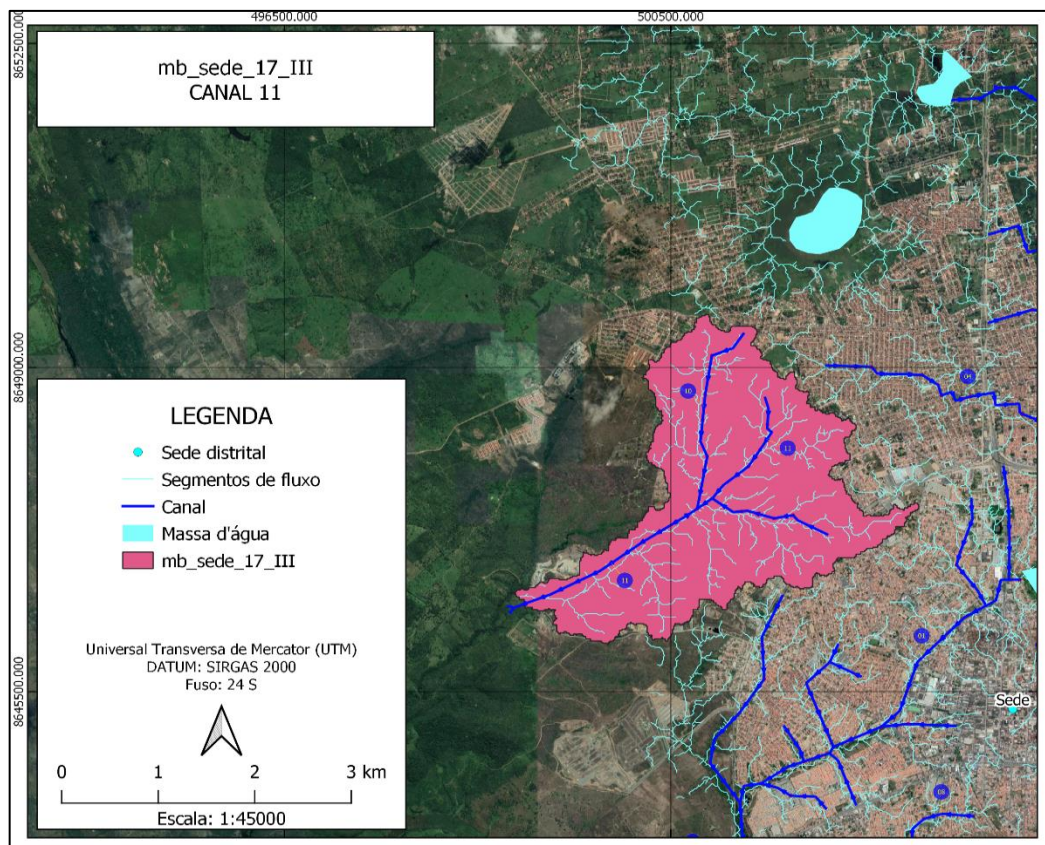 496500.000
500500.000
8652500.000
mb_sede_17_III
CANAL 11
8649000.000
04
10
11
LEGENDA
Sede distrital
Segmentos de fluxo
Canal
Massa d'água
mb_sede_17_III
11
Universal Transversa de Mercator (UTM)
DATUM: SIRGAS 2000
Fuso: 24 S
01
8645500.000
Sede
0 1 2 3 km
08
Escala: 1:45000